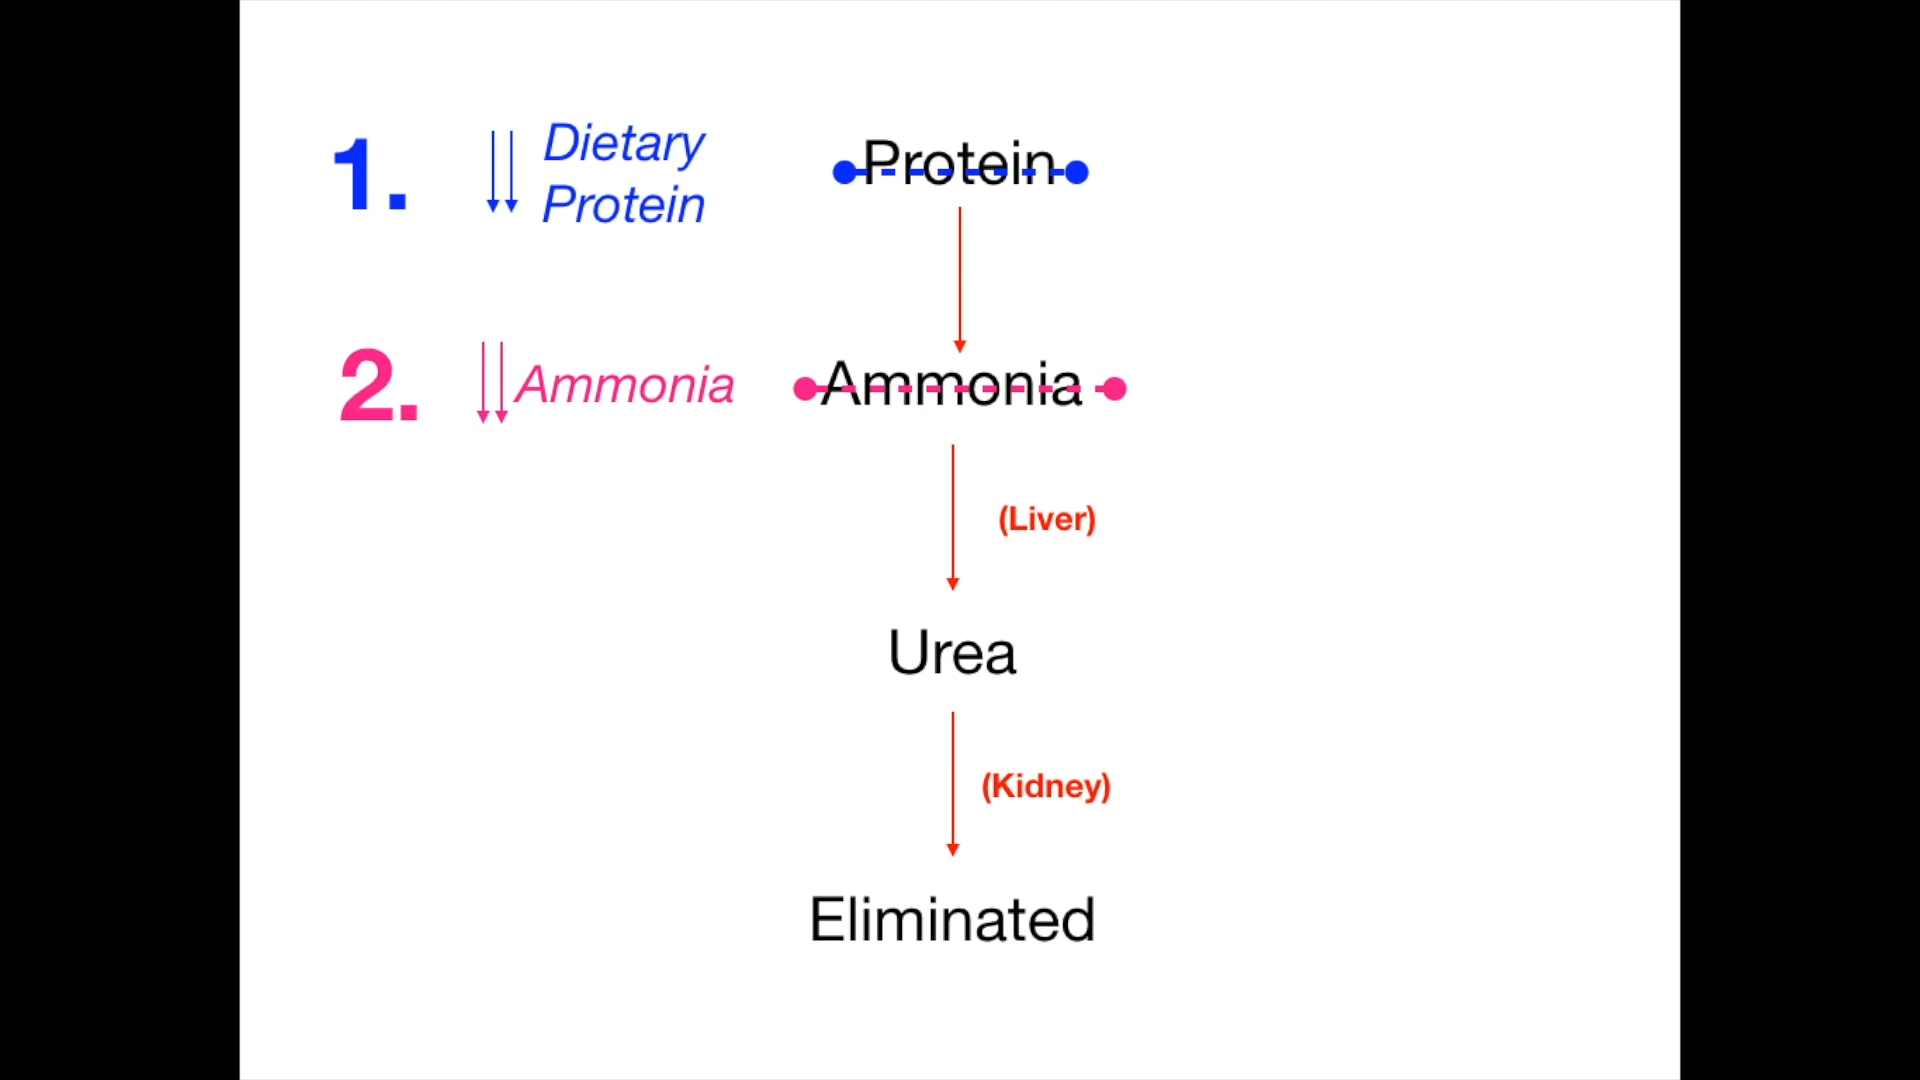 1.
Dietary
Protein
Protein
2.
Ammonia
Ammonia
(Liver)
Urea
(Kidney)
Eliminated